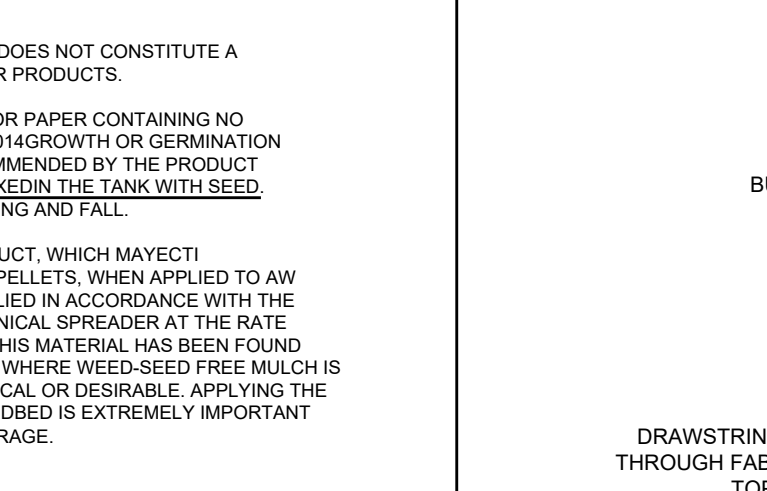 DOES NOT CONSTITUTE A
R PRODUCTS.
OR PAPER CONTAINING NO
014GROWTH OR GERMINATION
MMENDED BY THE PRODUCT
XEDIN THE TANK WITH SEED.
NG AND FALL.
UCT, WHICH MAYECTI
PELLETS, WHEN APPLIED TO AW
LIED IN ACCORDANCE WITH THE
NICAL SPREADER AT THE RATE
HIS MATERIAL HAS BEEN FOUND
WHERE WEED-SEED FREE MULCH IS
CAL OR DESIRABLE. APPLYING THE
DBED IS EXTREMELY IMPORTANT
RAGE.
BU
DRAWSTRIN
THROUGH FAB
TOP